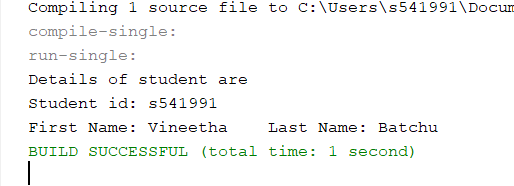 Compiling 1 source file to C:\Users\s541991\Docum
compile-single:
run-single:
Details of student are
Student id: s541991
First Name: Vineetha    Last Name: Batchu
BUILD SUCCESSFUL (total time: 1 second)